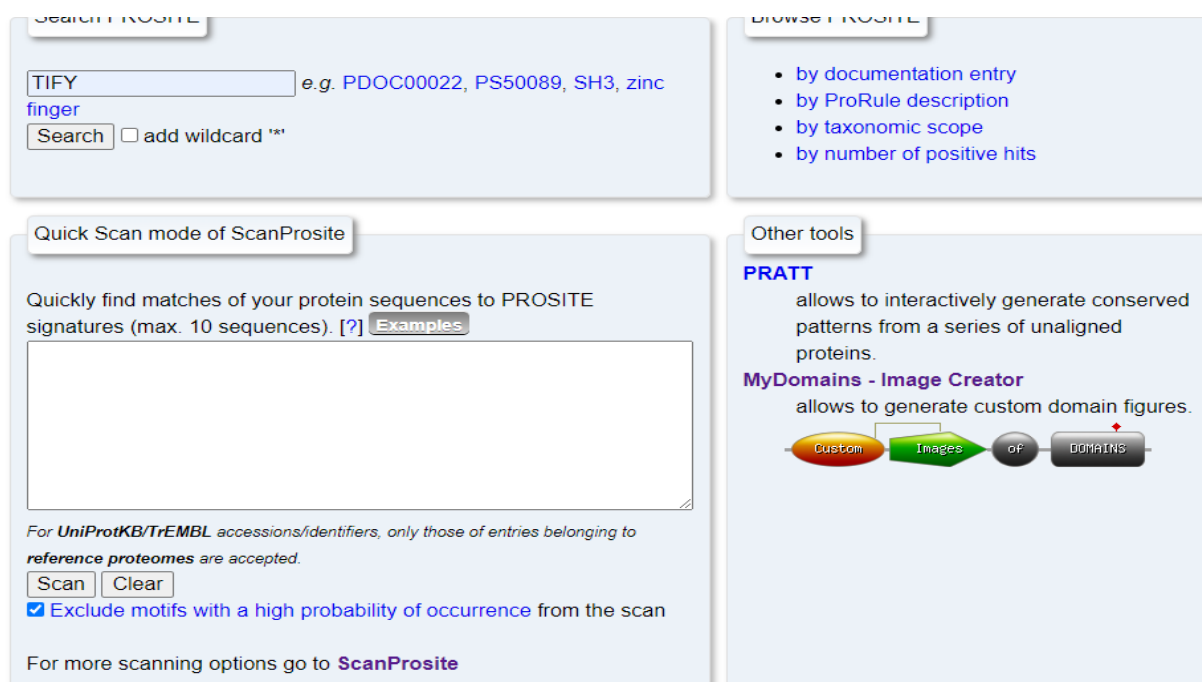 Search PROSITE
TIFY e.g. PDOC00022, PS50089, SH3, zinc
finger
Search add wildcard '*'
Browse PROSITE
by documentation entry
by ProRule description
by taxonomic scope
by number of positive hits
Quick Scan mode of ScanProsite
Quickly find matches of your protein sequences to PROSITE
signatures (max. 10 sequences). [?] Examples
For UniProtKB/TrEMBL accessions/identifiers, only those of entries belonging to
reference proteomes are accepted.
Scan Clear
Exclude motifs with a high probability of occurrence from the scan
For more scanning options go to ScanProsite
Other tools
PRATT
allows to interactively generate conserved
patterns from a series of unaligned
proteins.
MyDomains - Image Creator
allows to generate custom domain figures.
Custom Images of DOMAINS